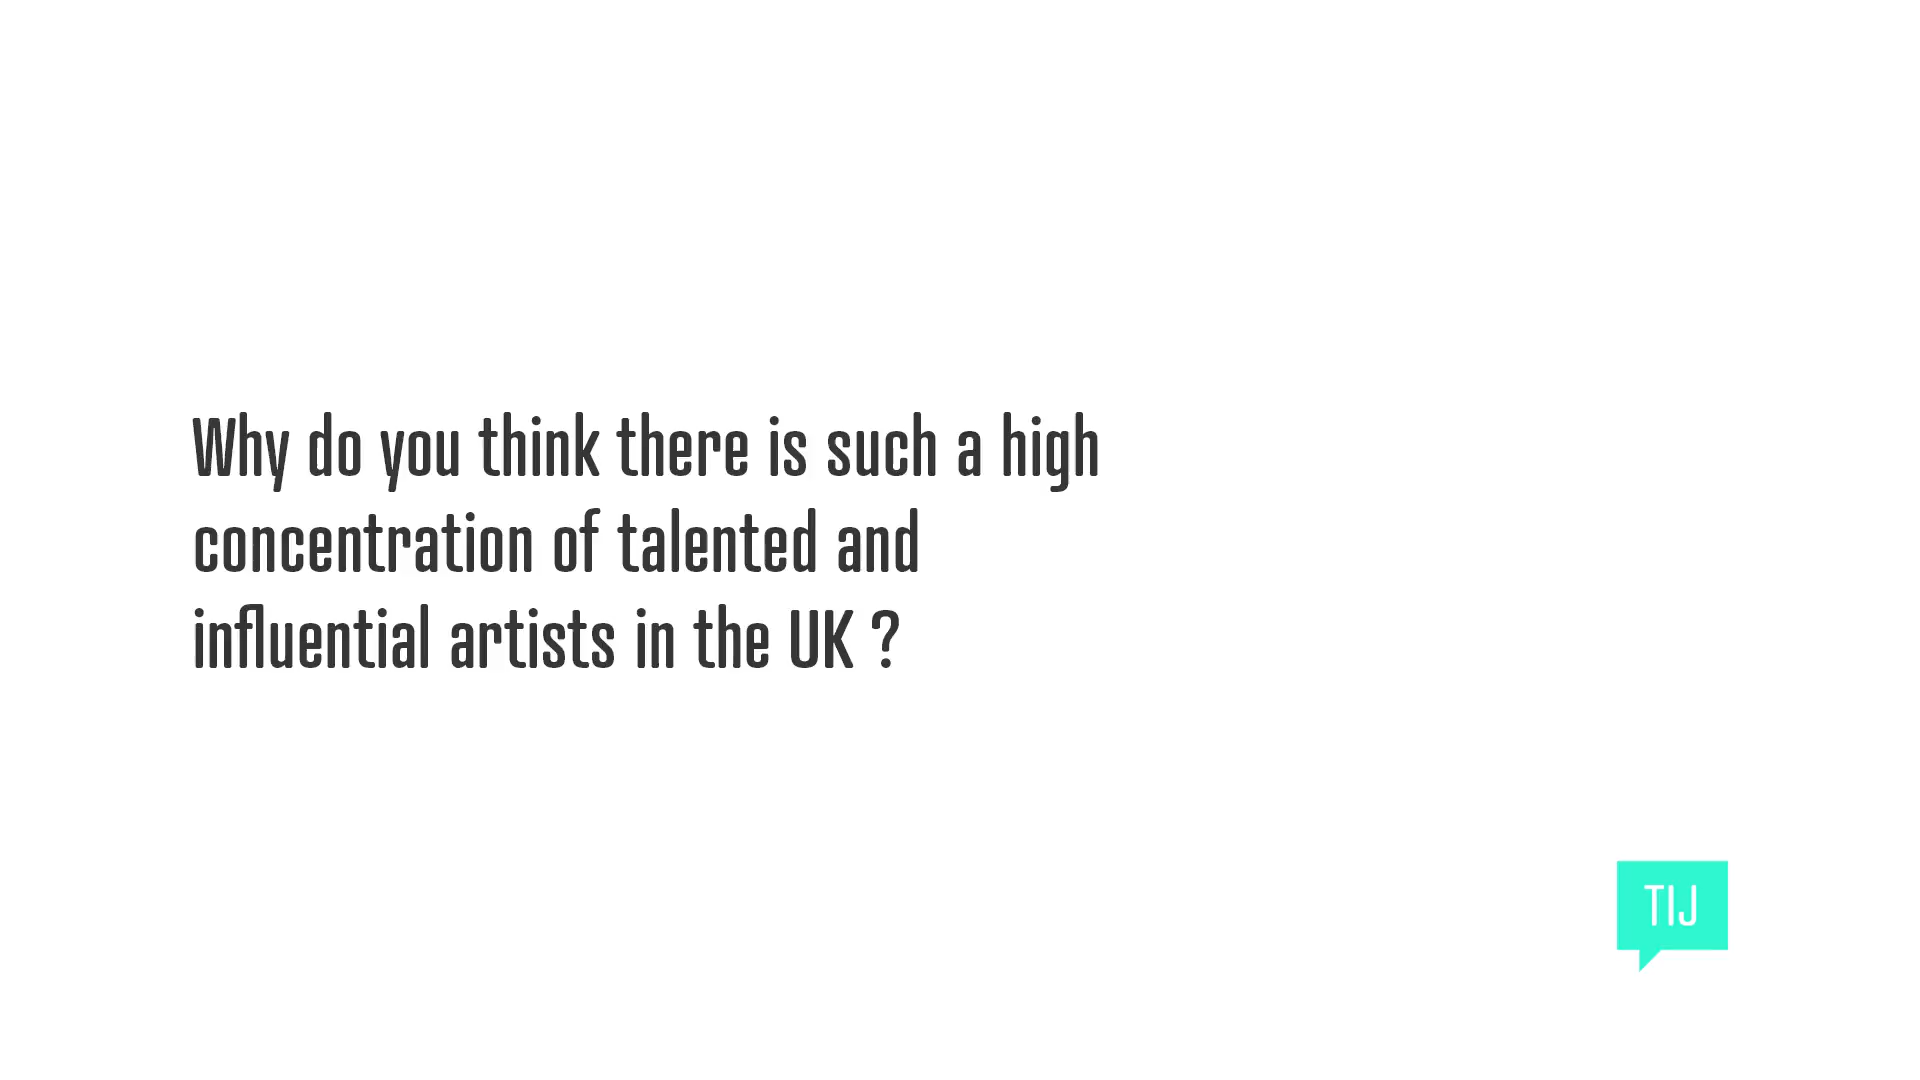 Why do you think there is such a high
concentration of talented and
influential artists in the UK ?
TIJ